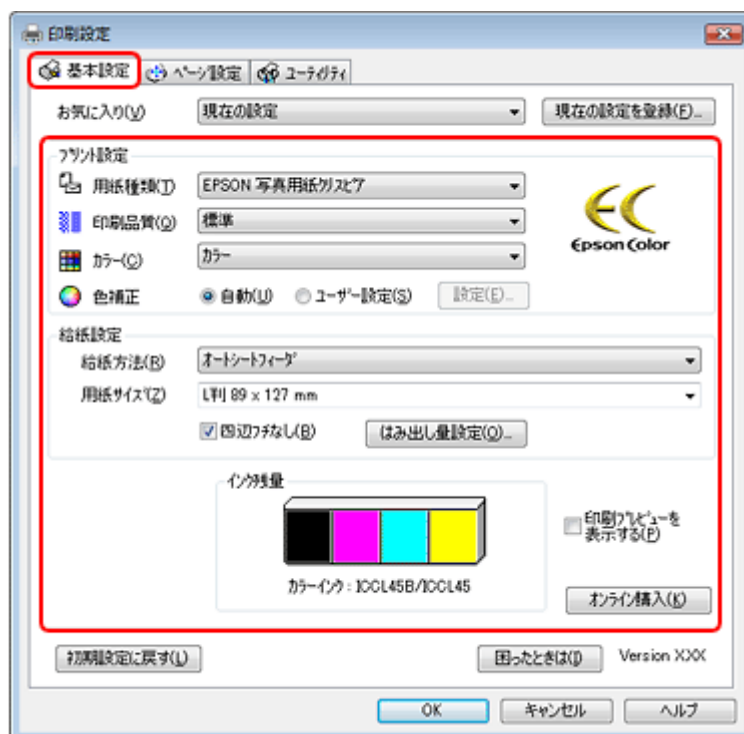 印刷設定
基本設定 ページ設定 ユーティリティ
お気に入り(V) 現在の設定 現在の設定を登録(F)...
プリント設定
用紙種類(T) EPSON 写真用紙クリスピア
印刷品質(Q) 標準
カラー(C) カラー
Epson Color
色補正 自動(U) ユーザー設定(S) 設定(E)...
給紙設定
給紙方法(R) オートシートフィーダ
用紙サイズ(Z) L判 89 x 127 mm
四辺フチなし(B) はみ出し量設定(O)...
インク残量
カラーインク : ICCL45B/ICCL45
印刷プレビューを
表示する(P)
オンライン購入(K)
初期設定に戻す(L) 困ったときは(I) Version XXX
OK キャンセル ヘルプ